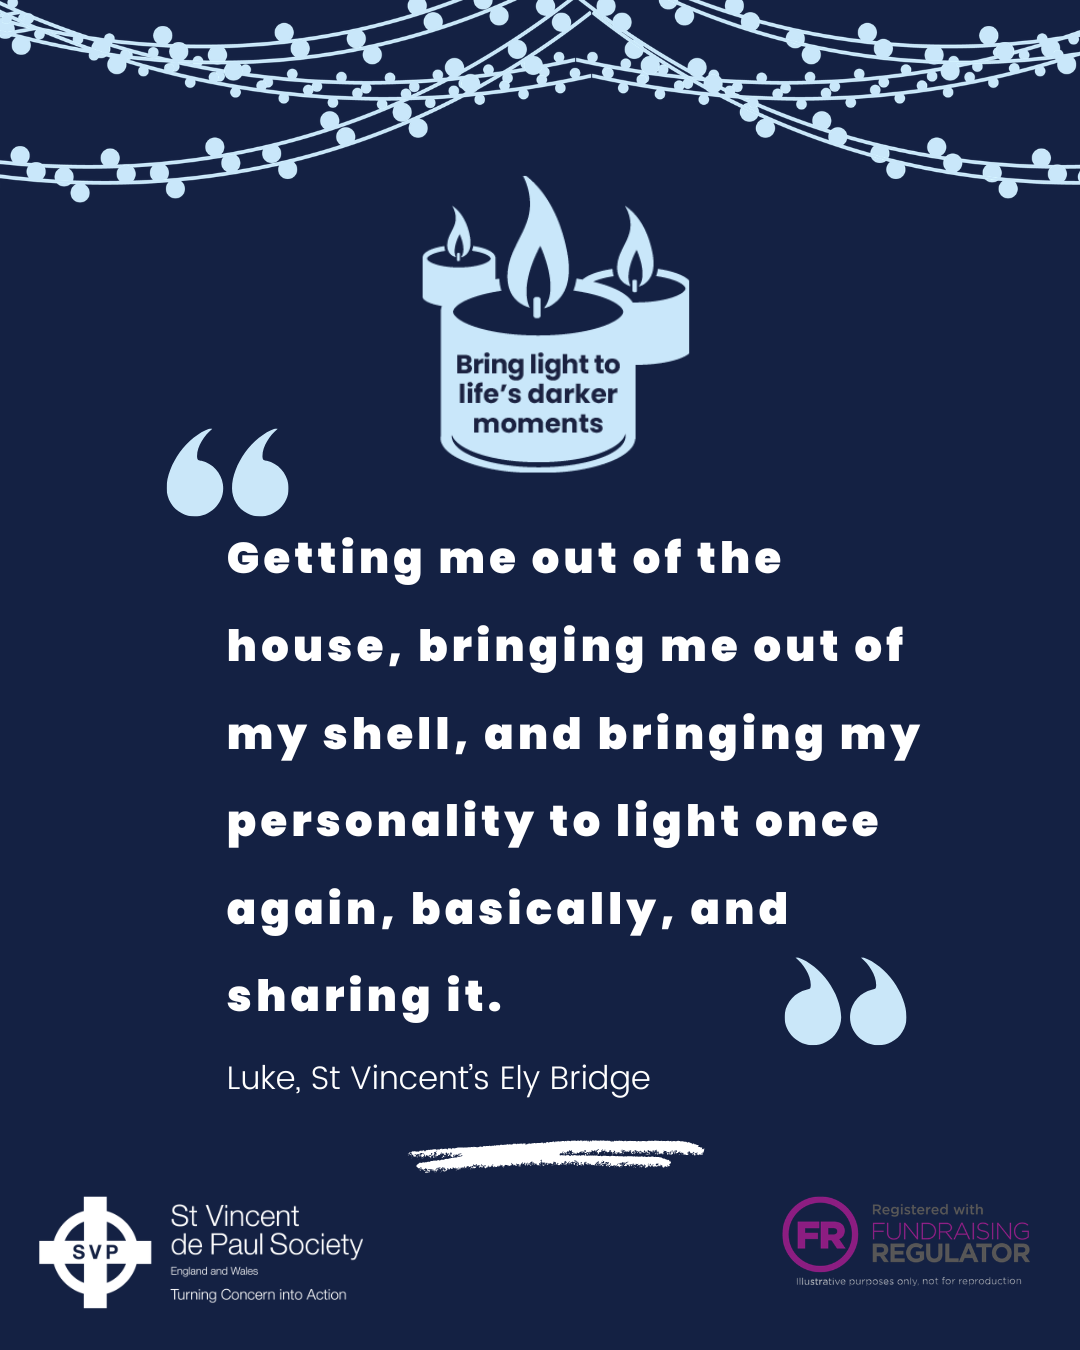 Bring light to
life's darker
moments
“
Getting me out of the
house, bringing me out of
my shell, and bringing my
personality to light once
again, basically, and
sharing it.
”
Luke, St Vincent's Ely Bridge
SVP
St Vincent
de Paul Society
England and Wales
Turning Concern into Action
FR
Registered with
FUNDRAISING
REGULATOR
Illustrative purposes only, not for reproduction